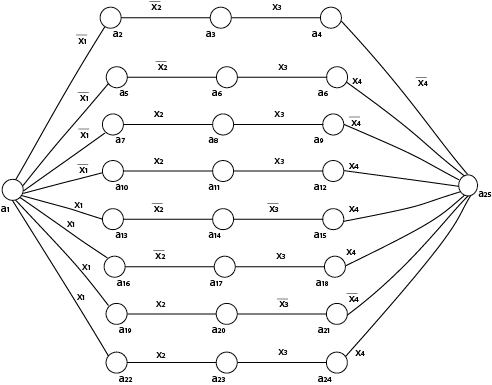 x̅2 x3
x̅1 a2 a3 a4
x̅2 x3 x̅4
x̅1 a5 a6 a6 x4
x2 x3 x̅4
x̅1 a7 a8 a9
x̅1 x2 x3 x4
a1 a10 a11 a12 a25
x1 x̅2 x̅3 x4
a13 a14 a15
x1 x̅2 x3 x4
a16 a17 a18
x1 x2 x̅3 x̅4
a19 a20 a21
x1 x2 x3 x4
a22 a23 a24